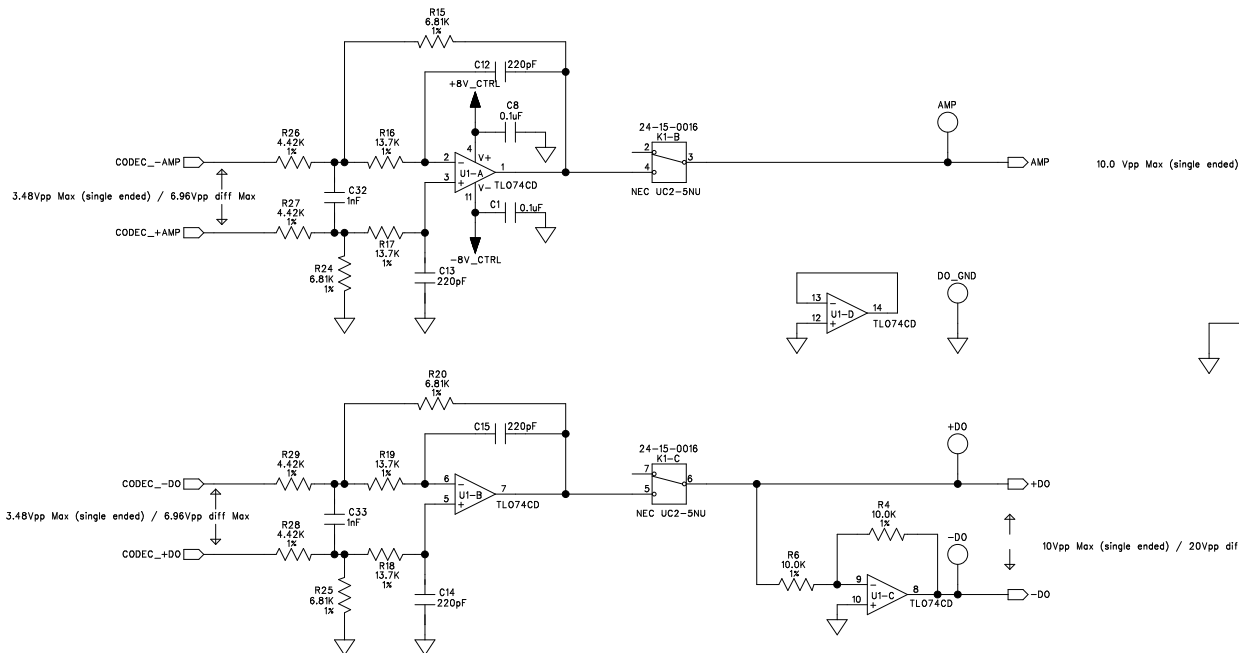 R15
6.81K
1%
C12
220pF
+8V_CTRL
C8
0.1uF
R26
4.42K
1%
R16
13.7K
1%
CODEC_-AMP
4
V+
2
1
U1-A
TL074CD
3
V-
11
C32
1nF
3.48Vpp Max (single ended) / 6.96Vpp diff Max
R27
4.42K
1%
CODEC_+AMP
R17
13.7K
1%
C1
0.1uF
-8V_CTRL
R24
6.81K
1%
C13
220pF
24-15-0016
K1-B
2
3
4
NEC UC2-5NU
AMP
AMP
10.0 Vpp Max (single ended)
DO_GND
13
14
12
U1-D
TL074CD
R20
6.81K
1%
C15
220pF
R29
4.42K
1%
R19
13.7K
1%
CODEC_-DO
6
7
U1-B
5
TL074CD
C33
1nF
3.48Vpp Max (single ended) / 6.96Vpp diff Max
R28
4.42K
1%
CODEC_+DO
R18
13.7K
1%
R25
6.81K
1%
C14
220pF
24-15-0016
K1-C
7
6
5
NEC UC2-5NU
+DO
+DO
R4
10.0K
1%
-DO
10Vpp Max (single ended) / 20Vpp dif
R6
10.0K
1%
9
8
10
U1-C
TL074CD
-DO